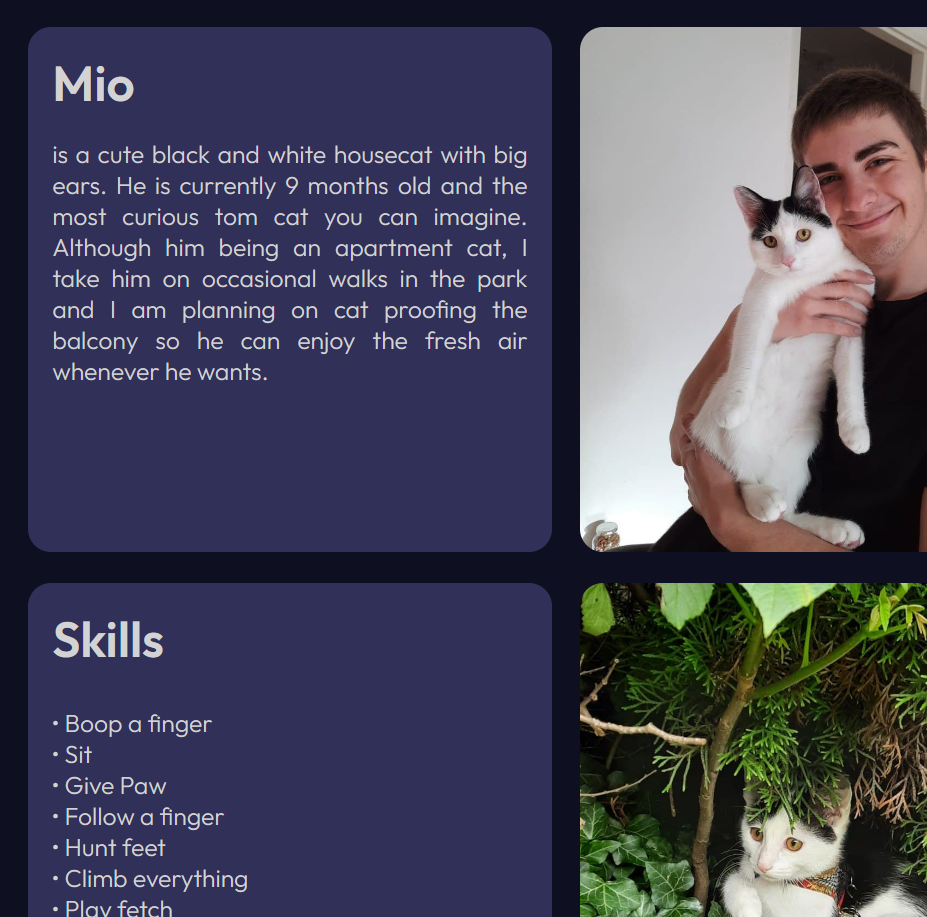 Mio
is a cute black and white housecat with big
ears. He is currently 9 months old and the
most curious tom cat you can imagine.
Although him being an apartment cat, I
take him on occasional walks in the park
and I am planning on cat proofing the
balcony so he can enjoy the fresh air
whenever he wants.
Skills
• Boop a finger
• Sit
• Give Paw
• Follow a finger
• Hunt feet
• Climb everything
• Play fetch